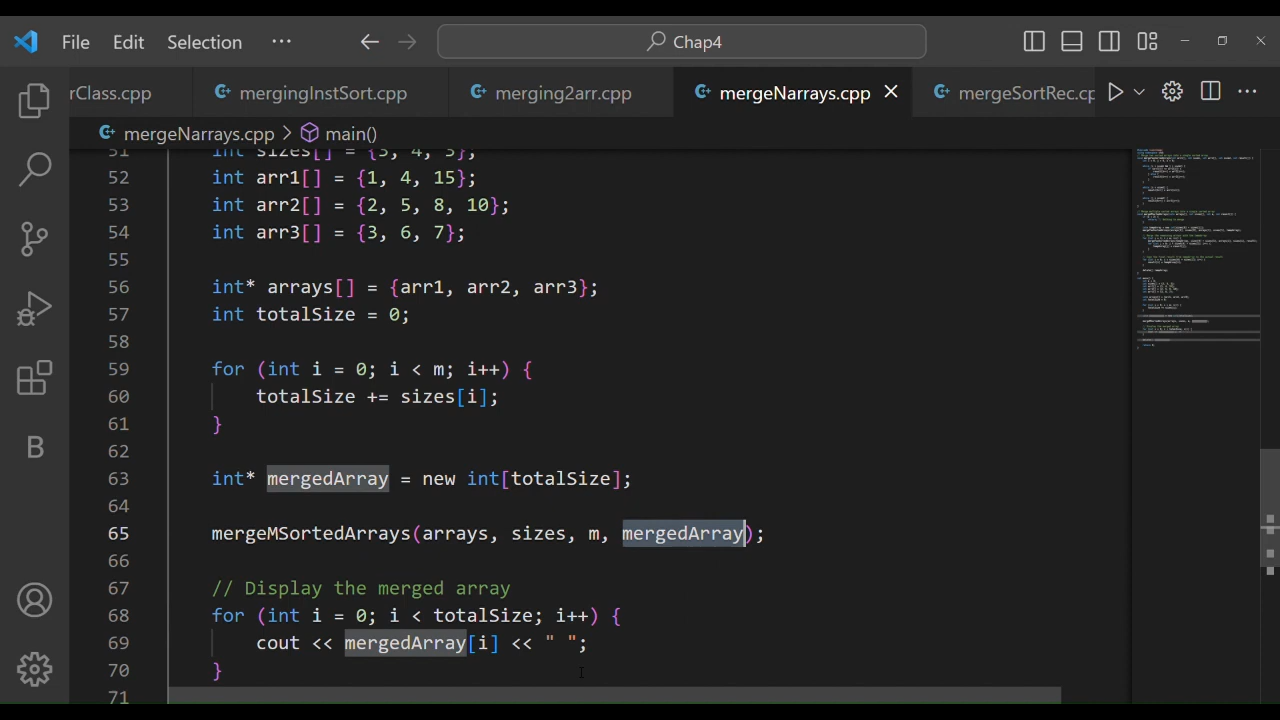 File Edit Selection ··· Chap4
rClass.cpp mergingInstSort.cpp merging2arr.cpp mergeNarrays.cpp mergeSortRec.cp
mergeNarrays.cpp > main()
51 int sizes[] = {3, 4, 3};
52 int arr1[] = {1, 4, 15};
53 int arr2[] = {2, 5, 8, 10};
54 int arr3[] = {3, 6, 7};
55
56 int* arrays[] = {arr1, arr2, arr3};
57 int totalSize = 0;
58
59 for (int i = 0; i < m; i++) {
60 totalSize += sizes[i];
61 }
62
63 int* mergedArray = new int[totalSize];
64
65 mergeMSortedArrays(arrays, sizes, m, mergedArray);
66
67 // Display the merged array
68 for (int i = 0; i < totalSize; i++) {
69 cout << mergedArray[i] << " ";
70 }
71
B